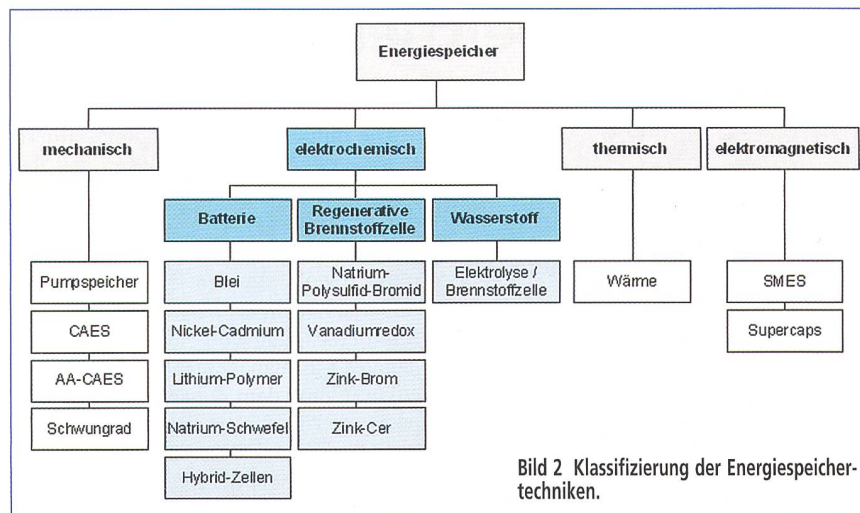 Energiespeicher
mechanisch
elektrochemisch
thermisch
elektromagnetisch
Batterie
Regenerative
Brennstoffzelle
Wasserstoff
Pumpspeicher
Blei
Natrium-
Polysulfid-Bromid
Elektrolyse /
Brennstoffzelle
Wärme
SMES
CAES
Nickel-Cadmium
Vanadiumredox
Supercaps
AA-CAES
Lithium-Polymer
Zink-Brom
Schwungrad
Natrium-Schwefel
Zink-Cer
Hybrid-Zellen
Bild 2 Klassifizierung der Energiespeicher-
techniken.